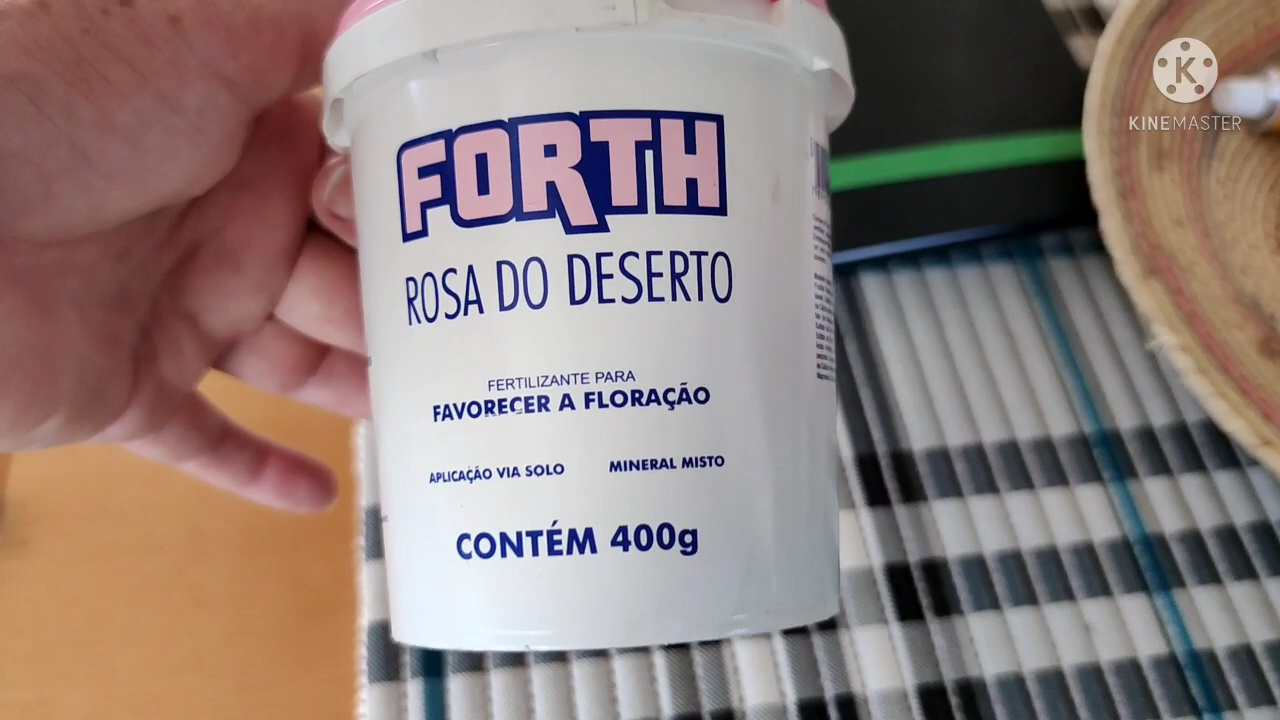 FORTH
ROSA DO DESERTO
FERTILIZANTE PARA
FAVORECER A FLORAÇÃO
APLICAÇÃO VIA SOLO
MINERAL MISTO
CONTÉM 400g
K
KINEMASTER